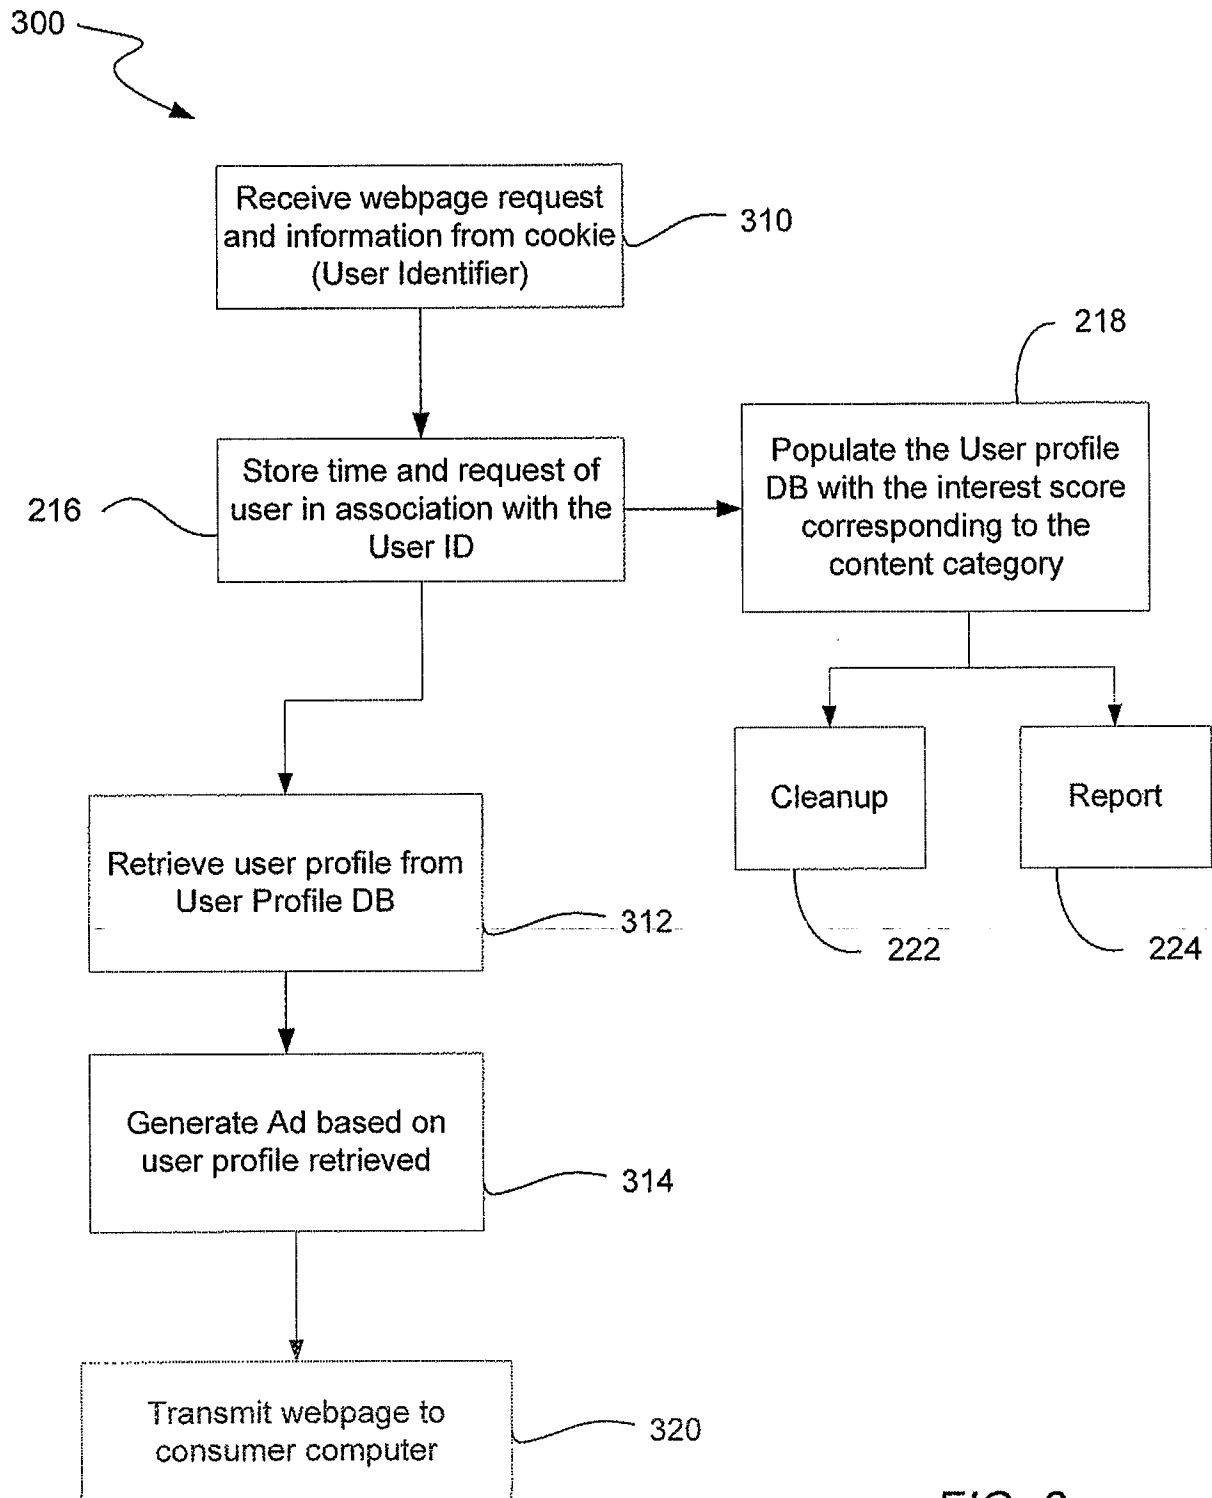 300
Receive webpage request
and information from cookie
(User Identifier)
310
218
Store time and request of
user in association with the
User ID
216
Populate the User profile
DB with the interest score
corresponding to the
content category
Cleanup
Report
222
224
Retrieve user profile from
User Profile DB
312
Generate Ad based on
user profile retrieved
314
Transmit webpage to
consumer computer
320